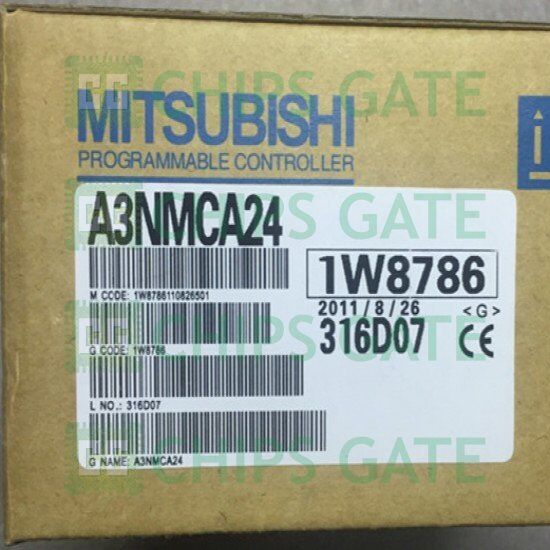 CHIPS GATE
MITSUBISHI
PROGRAMMABLE CONTROLLER
CHIPS GATE
A3NMCA24
1W8786
M CODE: 1W8786110826501
2011/8/26 <G>
316D07 CE
CHIPS GATE
G CODE: 1W8786
L NO.: 316D07
CHIPS GATE
G NAME: A3NMCA24